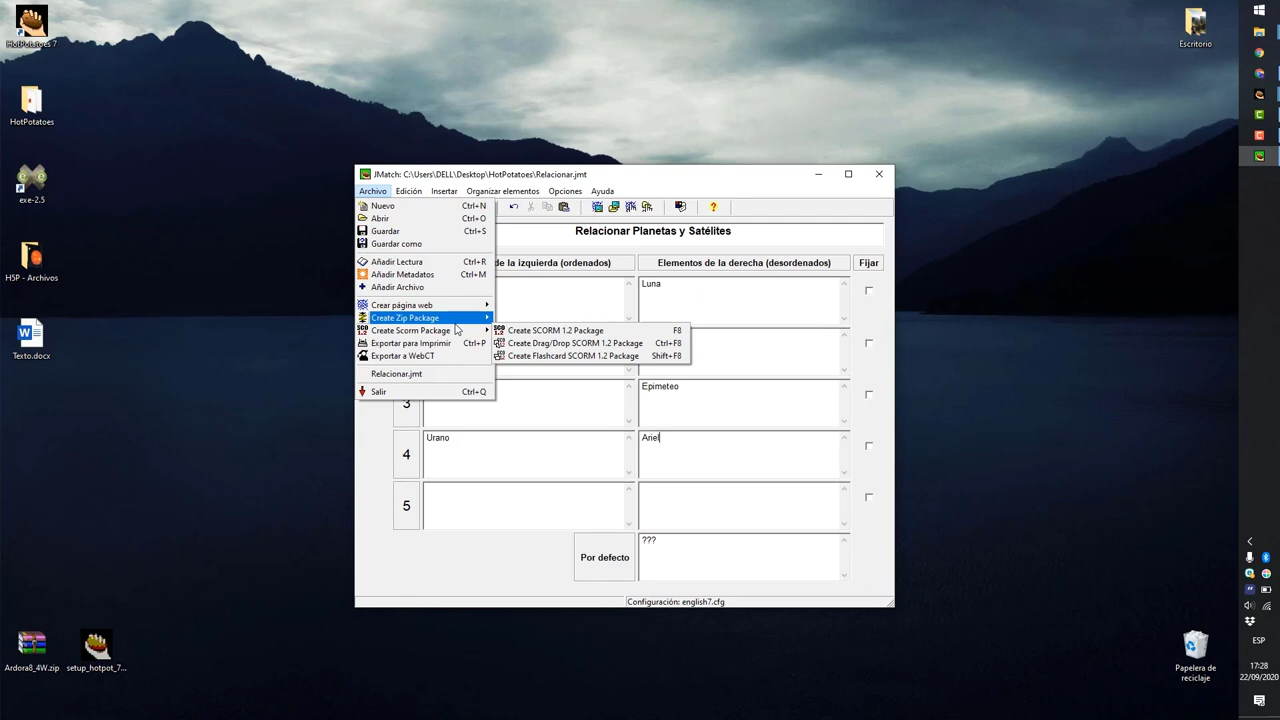 HotPotatoes 7
HotPotatoes
exe-2.5
H5P - Archivos
Texto.docx
Ardora8_4W.zip
setup_hotpot_7...
Escritorio
Papelera de
reciclaje
JMatch: C:\Users\DELL\Desktop\HotPotatoes\Relacionar.jmt
Archivo Edición Insertar Organizar elementos Opciones Ayuda
Nuevo Ctrl+N
Abrir Ctrl+O
Guardar Ctrl+S
Guardar como
Añadir Lectura Ctrl+R
Añadir Metadatos Ctrl+M
Añadir Archivo
Crear página web
Create Zip Package
Create Scorm Package
Exportar para Imprimir Ctrl+P
Exportar a WebCT
Relacionar.jmt
Salir Ctrl+Q
SCO Create SCORM 1.2 Package F8
Create Drag/Drop SCORM 1.2 Package Ctrl+F8
Create Flashcard SCORM 1.2 Package Shift+F8
Relacionar Planetas y Satélites
de la izquierda (ordenados) Elementos de la derecha (desordenados) Fijar
Luna
3 Epimeteo
4 Urano Ariel
5
Por defecto ???
Configuración: english7.cfg
ESP
17:28
22/09/2020